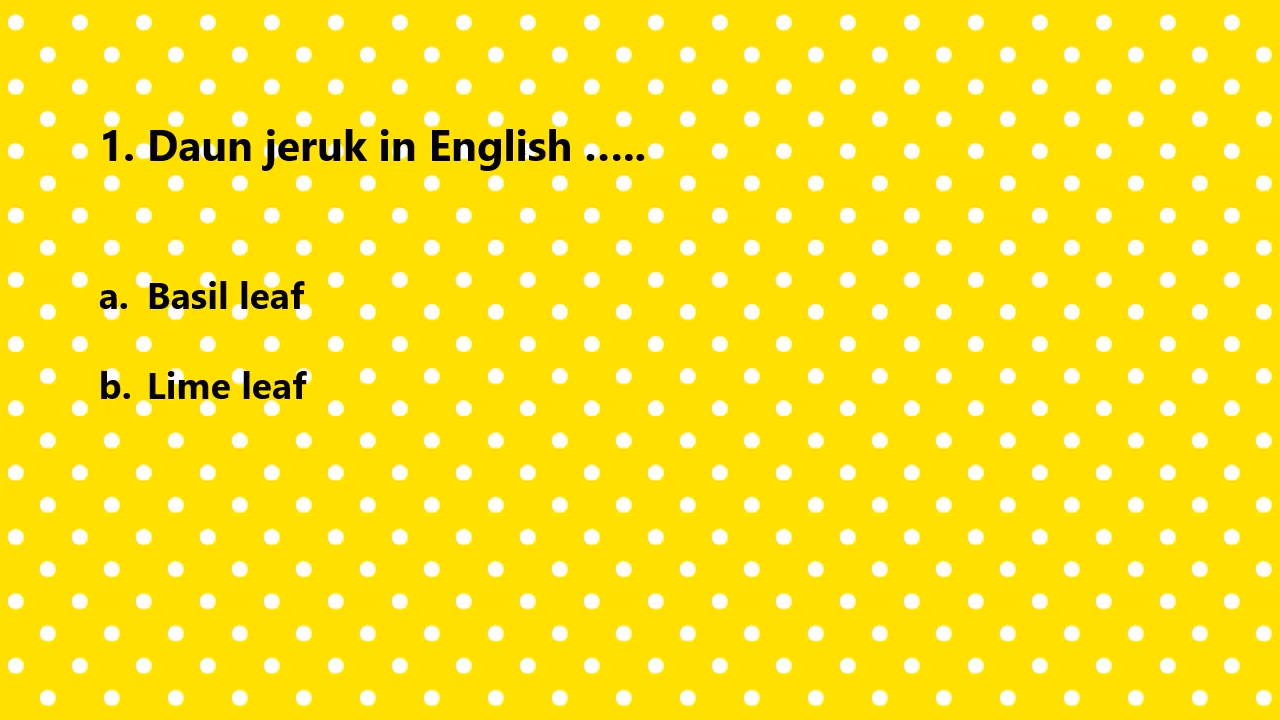 1. Daun jeruk in English …..
a. Basil leaf
b. Lime leaf